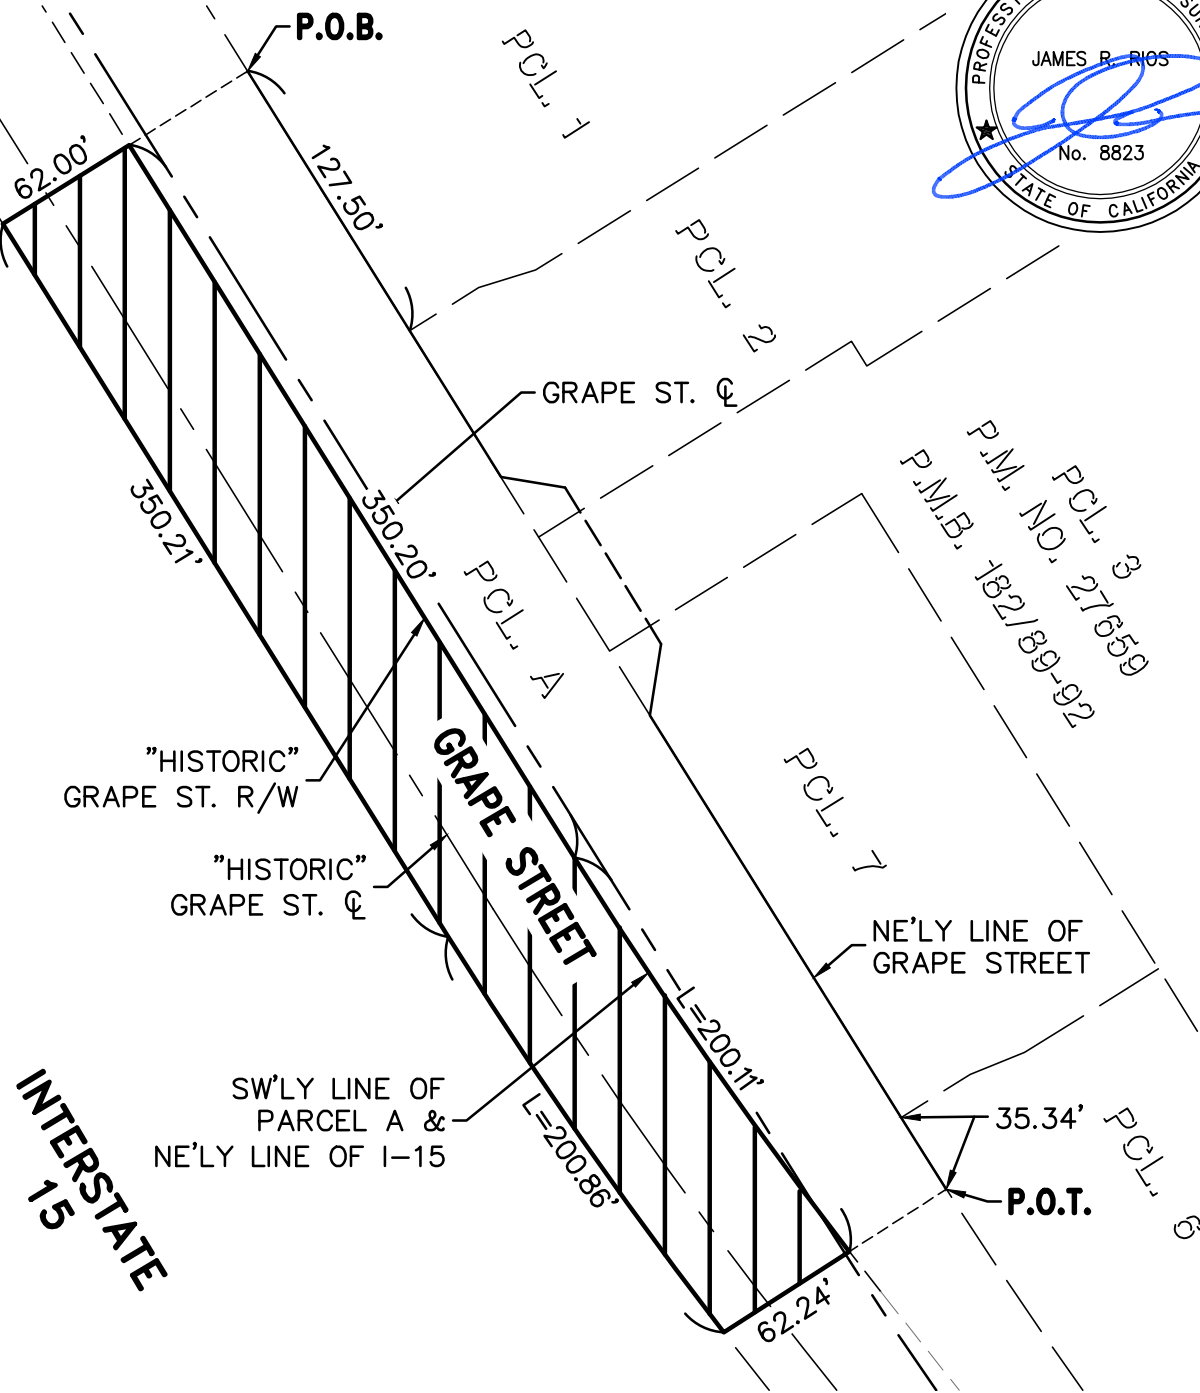 P.O.B.
PCL. 1
JAMES R. RIOS
No. 8823
STATE OF CALIFORNIA
62.00'
127.50'
PCL. 2
GRAPE ST. ℄
PCL. 3
P.M. NO. 27659
P.M.B. 182/89-92
350.21'
350.20'
PCL. A
"HISTORIC"
GRAPE ST. R/W
GRAPE STREET
PCL. 7
"HISTORIC"
GRAPE ST. ℄
NE'LY LINE OF
GRAPE STREET
L=200.11'
SW'LY LINE OF
PARCEL A &
NE'LY LINE OF I-15
L=200.86'
INTERSTATE
15
35.34'
PCL. 6
P.O.T.
62.24'